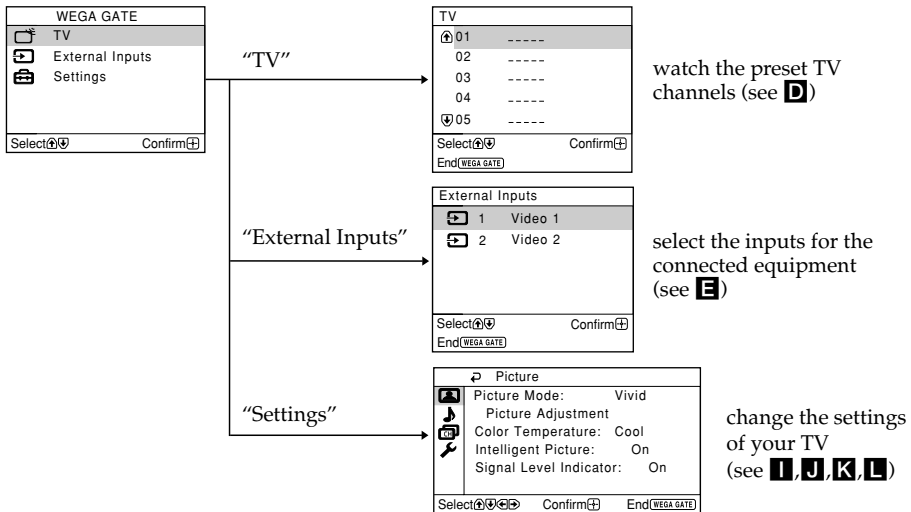 WEGA GATE
TV
External Inputs
Settings
Select Confirm
“TV”
TV
01 -----
02 -----
03 -----
04 -----
05 -----
Select Confirm
End WEGA GATE
watch the preset TV
channels (see D)
“External Inputs”
External Inputs
1 Video 1
2 Video 2
Select Confirm
End WEGA GATE
select the inputs for the
connected equipment
(see E)
“Settings”
Picture
Picture Mode: Vivid
Picture Adjustment
Color Temperature: Cool
Intelligent Picture: On
Signal Level Indicator: On
CH
Select Confirm End WEGA GATE
change the settings
of your TV
(see I, J, K, L)